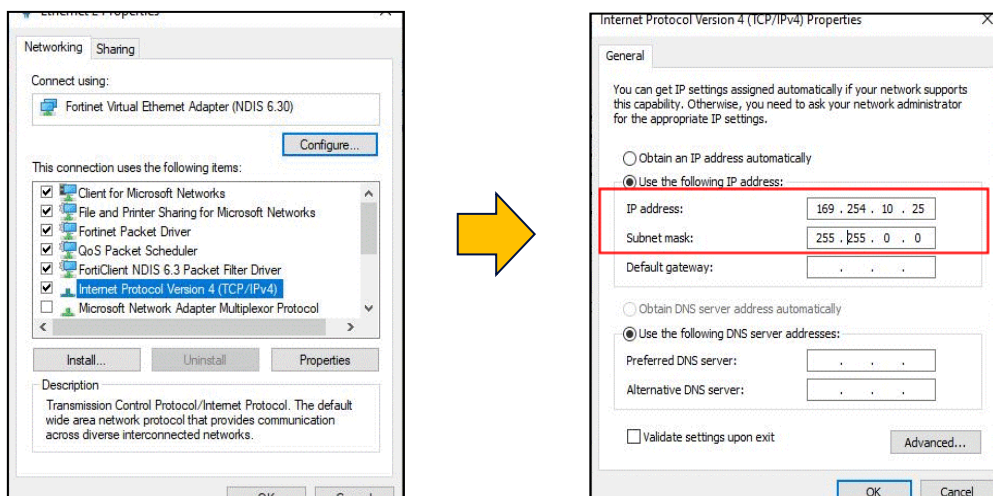 Ethernet 2 Properties
Networking
Sharing
Connect using:
Fortinet Virtual Ethernet Adapter (NDIS 6.30)
Configure...
This connection uses the following items:
Client for Microsoft Networks
File and Printer Sharing for Microsoft Networks
Fortinet Packet Driver
QoS Packet Scheduler
FortiClient NDIS 6.3 Packet Filter Driver
Internet Protocol Version 4 (TCP/IPv4)
Microsoft Network Adapter Multiplexor Protocol
Install...
Uninstall
Properties
Description
Transmission Control Protocol/Internet Protocol. The default
wide area network protocol that provides communication
across diverse interconnected networks.
OK
Cancel
Internet Protocol Version 4 (TCP/IPv4) Properties
General
You can get IP settings assigned automatically if your network supports
this capability. Otherwise, you need to ask your network administrator
for the appropriate IP settings.
Obtain an IP address automatically
Use the following IP address:
IP address: 169 . 254 . 10 . 25
Subnet mask: 255 . 255 . 0 . 0
Default gateway: . . .
Obtain DNS server address automatically
Use the following DNS server addresses:
Preferred DNS server: . . .
Alternative DNS server: . . .
Validate settings upon exit
Advanced...
OK
Cancel